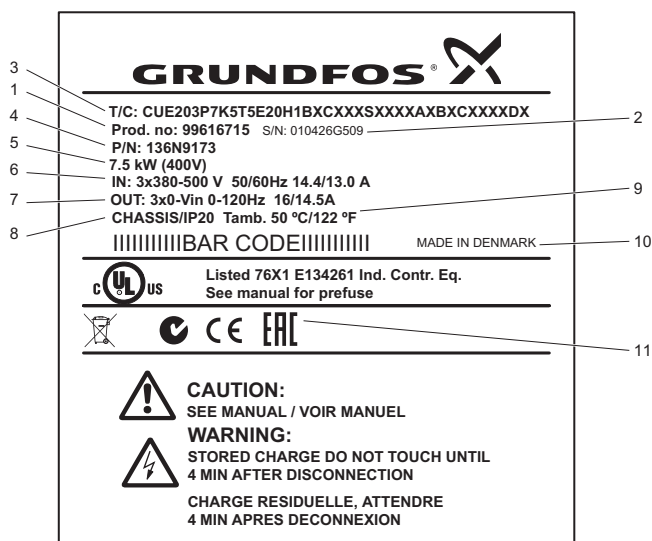 GRUNDFOS®
3
T/C: CUE203P7K5T5E20H1BXCXXXSXXXXAXBXCXXXXDX
1
Prod. no: 99616715 S/N: 010426G509
2
4
P/N: 136N9173
5
7.5 kW (400V)
6
IN: 3x380-500 V 50/60Hz 14.4/13.0 A
7
OUT: 3x0-Vin 0-120Hz 16/14.5A
9
8
CHASSIS/IP20 Tamb. 50 ºC/122 ºF
IIIIIIIIIIIBAR CODEIIIIIIIIIII MADE IN DENMARK
10
c UL US
Listed 76X1 E134261 Ind. Contr. Eq.
See manual for prefuse
CE EAC
11
CAUTION:
SEE MANUAL / VOIR MANUEL
WARNING:
STORED CHARGE DO NOT TOUCH UNTIL
4 MIN AFTER DISCONNECTION
CHARGE RESIDUELLE, ATTENDRE
4 MIN APRES DECONNEXION